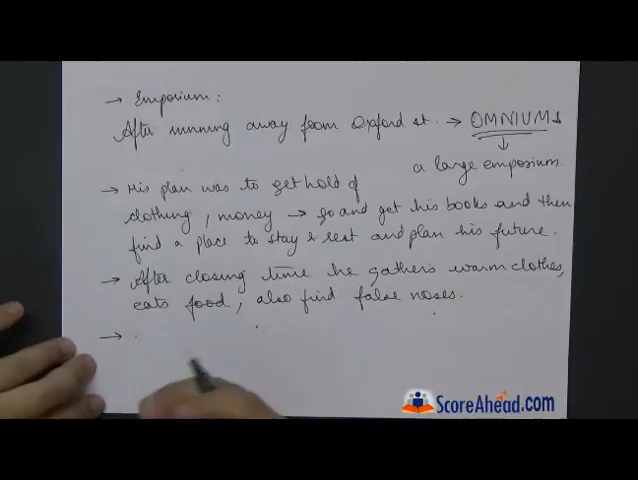 → Emporium:
After running away from Oxford st. → OMNIUMS
↓
a large emporium.
→ His plan was to get hold of
clothing, money → go and get his books and then
find a place to stay & rest and plan his future.
→ After closing time he gathers warm clothes,
eats food, also find false noses.
→
ScoreAhead.com